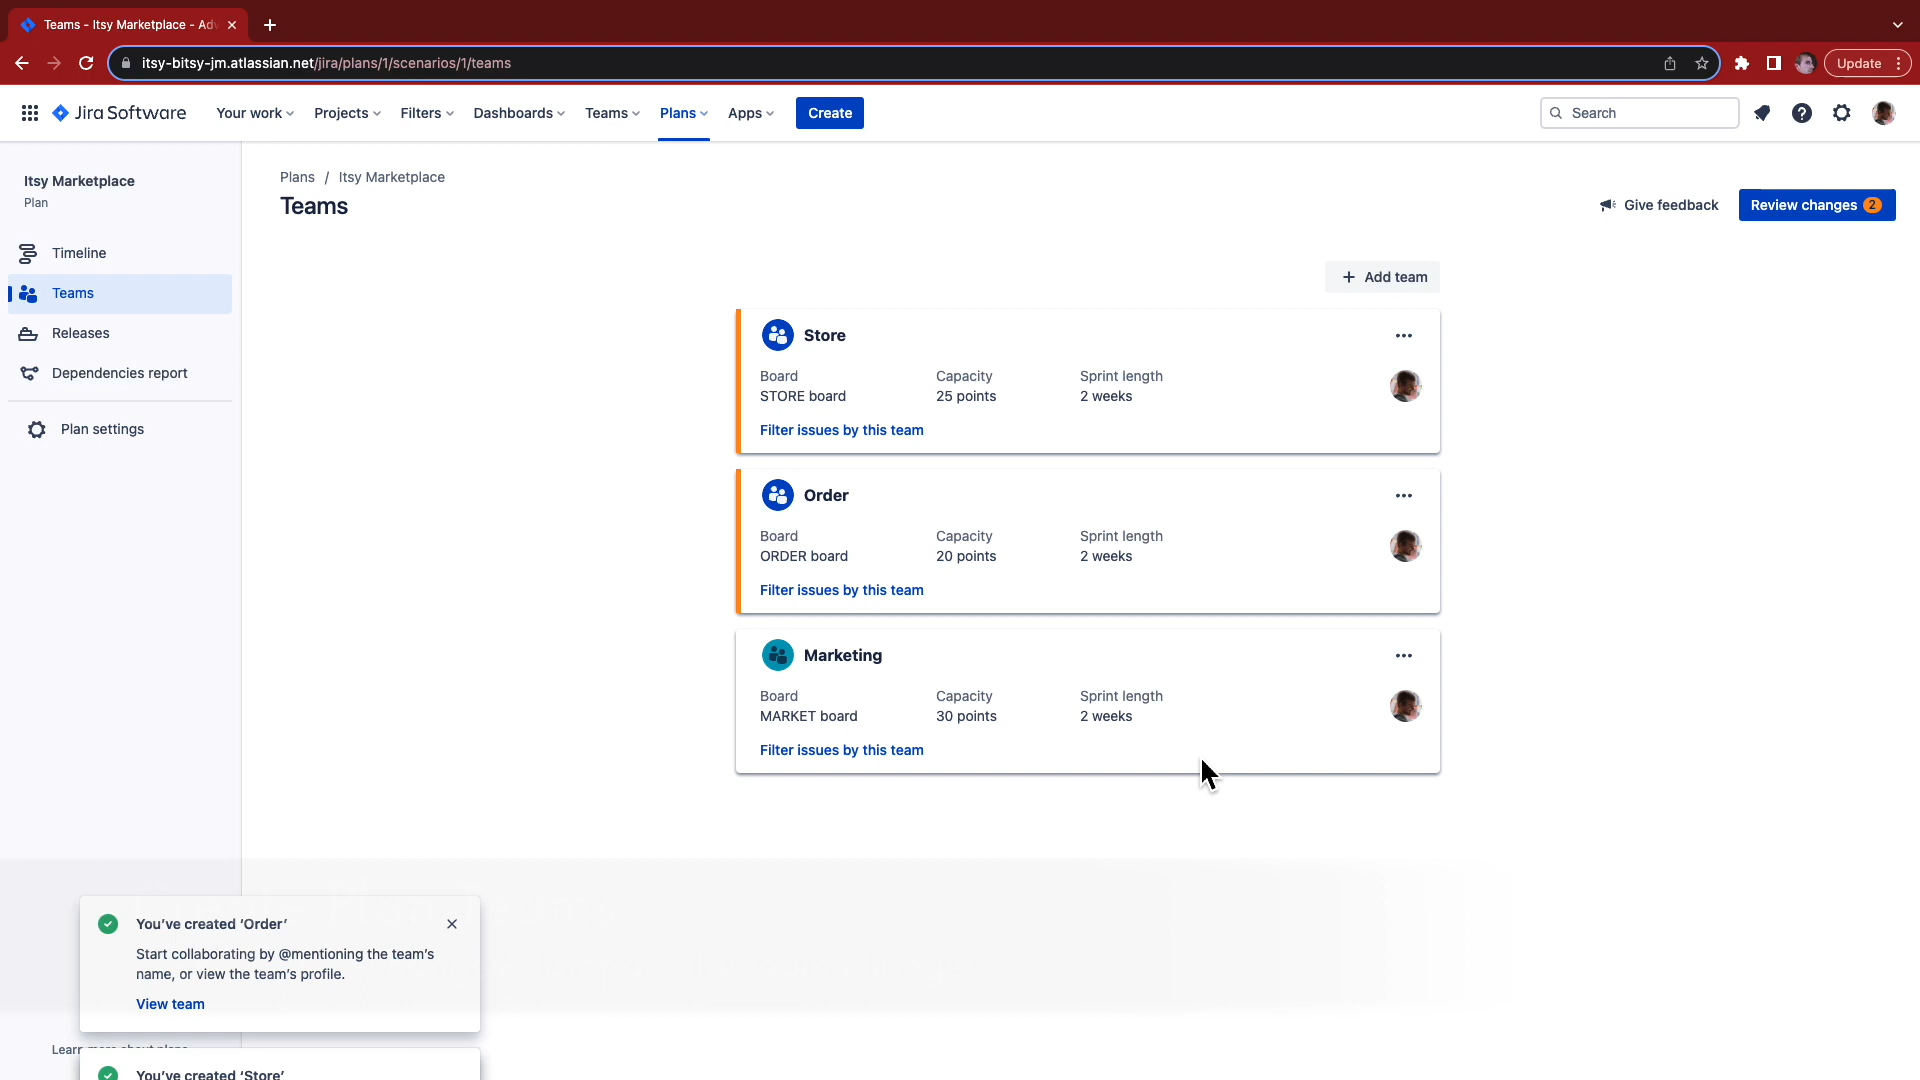 Teams - Itsy Marketplace - Adv
itsy-bitsy-jm.atlassian.net/jira/plans/1/scenarios/1/teams
Update
Jira Software
Your work
Projects
Filters
Dashboards
Teams
Plans
Apps
Create
Search
Itsy Marketplace
Plan
Timeline
Teams
Releases
Dependencies report
Plan settings
Plans / Itsy Marketplace
Teams
Give feedback
Review changes 2
+ Add team
Store
Board Capacity Sprint length
STORE board 25 points 2 weeks
Filter issues by this team
Order
Board Capacity Sprint length
ORDER board 20 points 2 weeks
Filter issues by this team
Marketing
Board Capacity Sprint length
MARKET board 30 points 2 weeks
Filter issues by this team
You've created 'Order'
Start collaborating by @mentioning the team's
name, or view the team's profile.
View team
Learn more about plans
You've created 'Store'